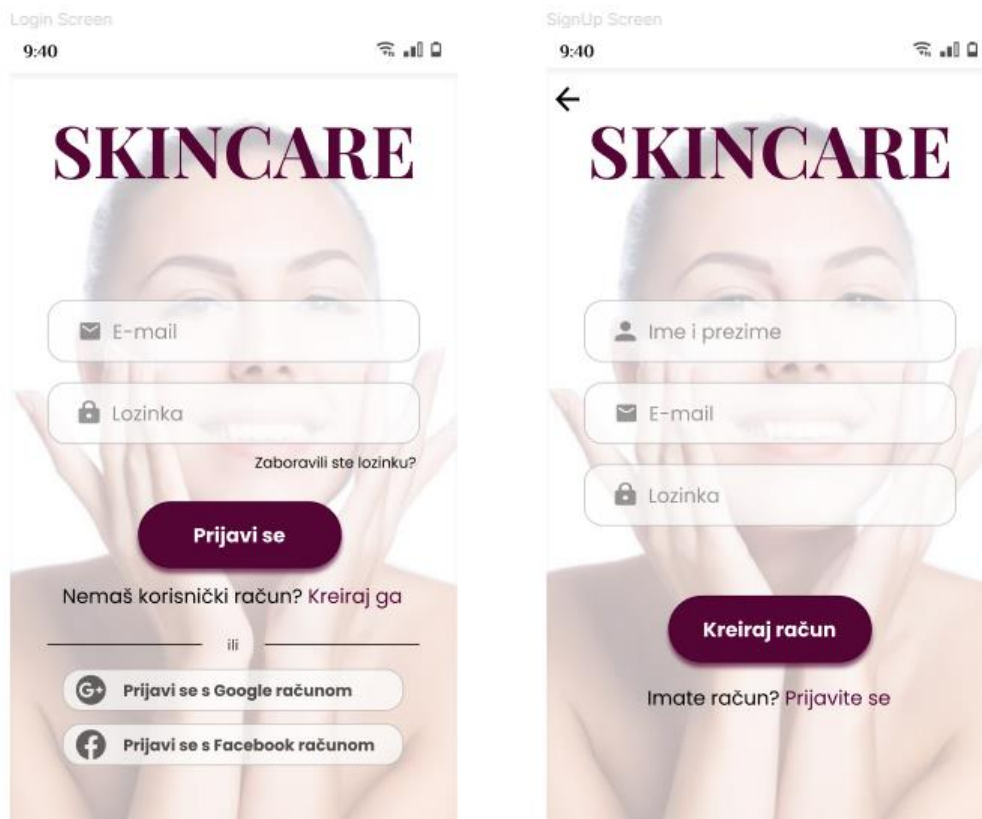 Login Screen
9:40
SKINCARE
E-mail
Lozinka
Zaboravili ste lozinku?
Prijavi se
Nemaš korisnički račun? Kreiraj ga
ili
G+ Prijavi se s Google računom
Prijavi se s Facebook računom
SignUp Screen
9:40
SKINCARE
Ime i prezime
E-mail
Lozinka
Kreiraj račun
Imate račun? Prijavite se